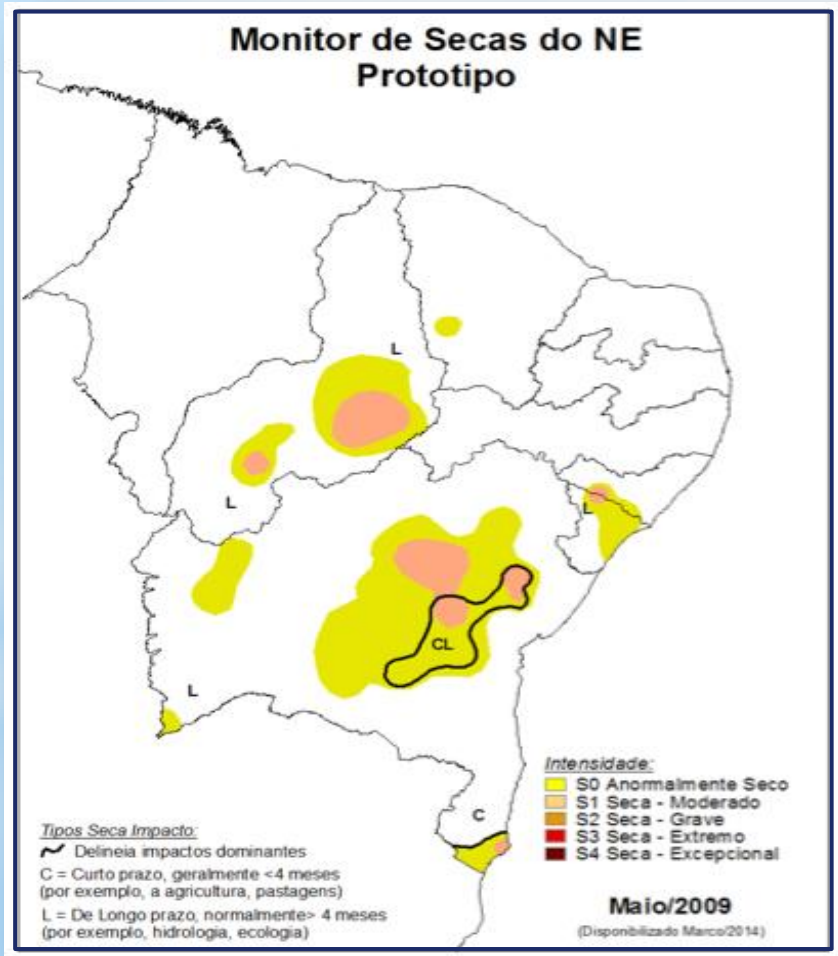 Monitor de Secas do NE
Prototipo
L
L
L
CL
L
C
Intensidade:
S0 Anormalmente Seco
S1 Seca - Moderado
S2 Seca - Grave
S3 Seca - Extremo
S4 Seca - Excepcional
Tipos Seca Impacto:
Delineia impactos dominantes
C = Curto prazo, geralmente <4 meses
(por exemplo, a agricultura, pastagens)
L = De Longo prazo, normalmente> 4 meses
(por exemplo, hidrologia, ecologia)
Maio/2009
(Disponibilizado Marco/2014)